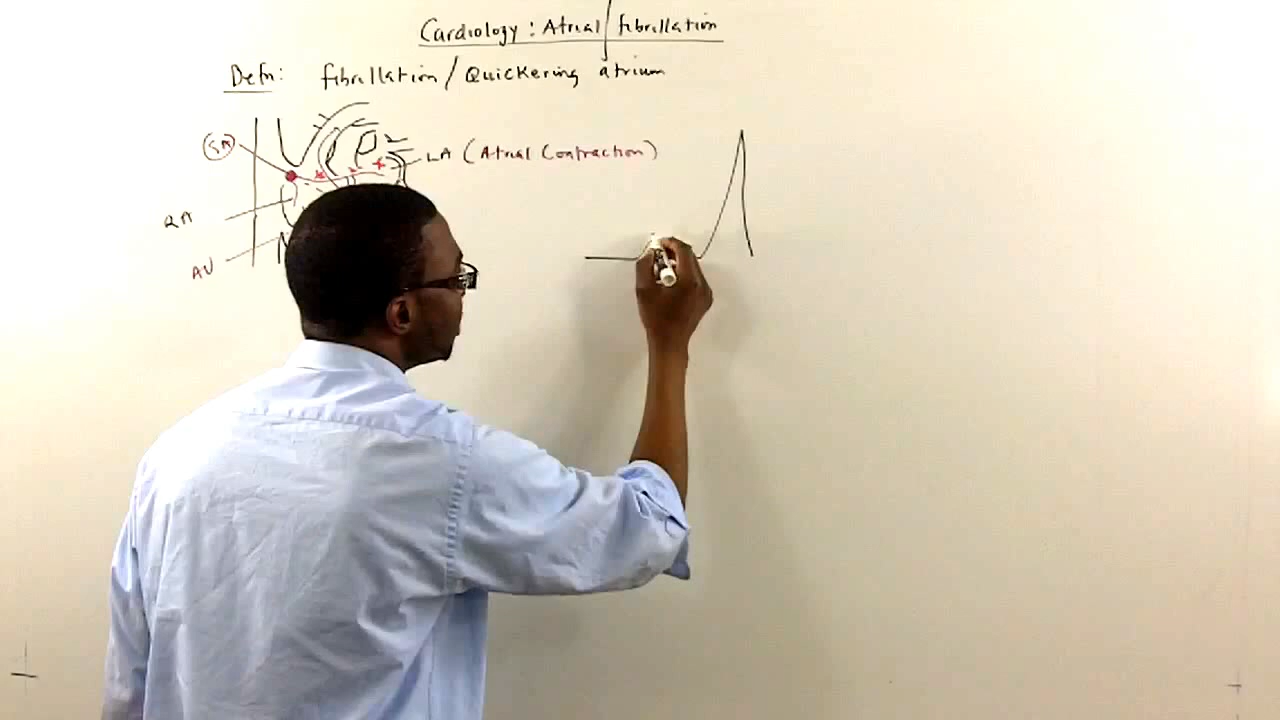 Cardiology: Atrial fibrillation
Defn: fibrillation/Quickering atrium
SA
LA (Atrial Contraction)
RA
AV